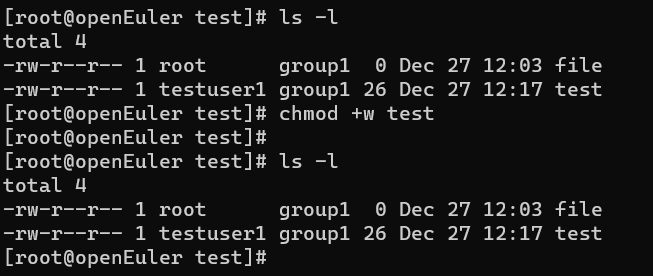 [root@openEuler test]# ls -l
total 4
-rw-r--r-- 1 root      group1  0 Dec 27 12:03 file
-rw-r--r-- 1 testuser1 group1 26 Dec 27 12:17 test
[root@openEuler test]# chmod +w test
[root@openEuler test]#
[root@openEuler test]# ls -l
total 4
-rw-r--r-- 1 root      group1  0 Dec 27 12:03 file
-rw-r--r-- 1 testuser1 group1 26 Dec 27 12:17 test
[root@openEuler test]#